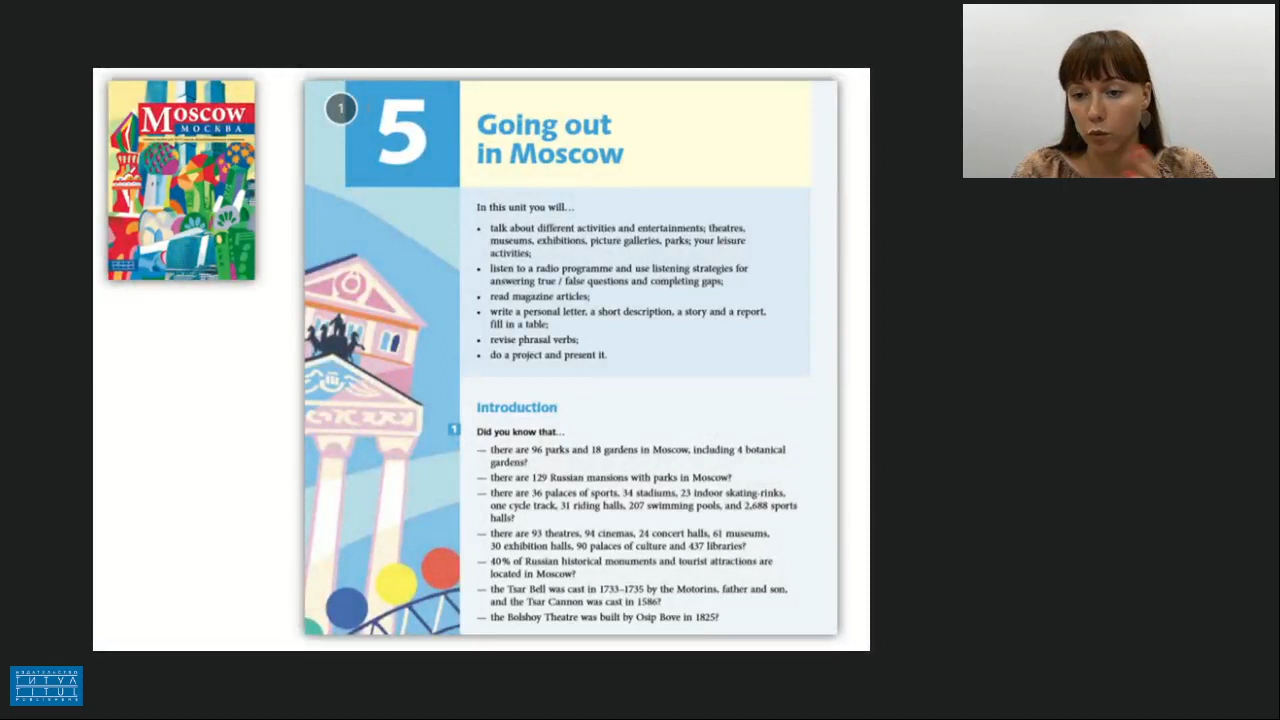 MOSCOW
МОСКВА
1
5
Going out
in Moscow
In this unit you will…
• talk about different activities and entertainments; theatres,
museums, exhibitions, picture galleries, parks; your leisure
activities;
• listen to a radio programme and use listening strategies for
answering true / false questions and completing gaps;
• read magazine articles;
• write a personal letter, a short description, a story and a report,
fill in a table;
• revise phrasal verbs;
• do a project and present it.
Introduction
1
Did you know that…
— there are 96 parks and 18 gardens in Moscow, including 4 botanical
gardens?
— there are 129 Russian mansions with parks in Moscow?
— there are 36 palaces of sports, 34 stadiums, 23 indoor skating-rinks,
one cycle track, 31 riding halls, 207 swimming pools, and 2,688 sports
halls?
— there are 93 theatres, 94 cinemas, 24 concert halls, 61 museums,
30 exhibition halls, 90 palaces of culture and 437 libraries?
— 40% of Russian historical monuments and tourist attractions are
located in Moscow?
— the Tsar Bell was cast in 1733–1735 by the Motorins, father and son,
and the Tsar Cannon was cast in 1586?
— the Bolshoy Theatre was built by Osip Bove in 1825?
ИЗДАТЕЛЬСТВО
ТИТУЛ
TITUL
PUBLISHERS